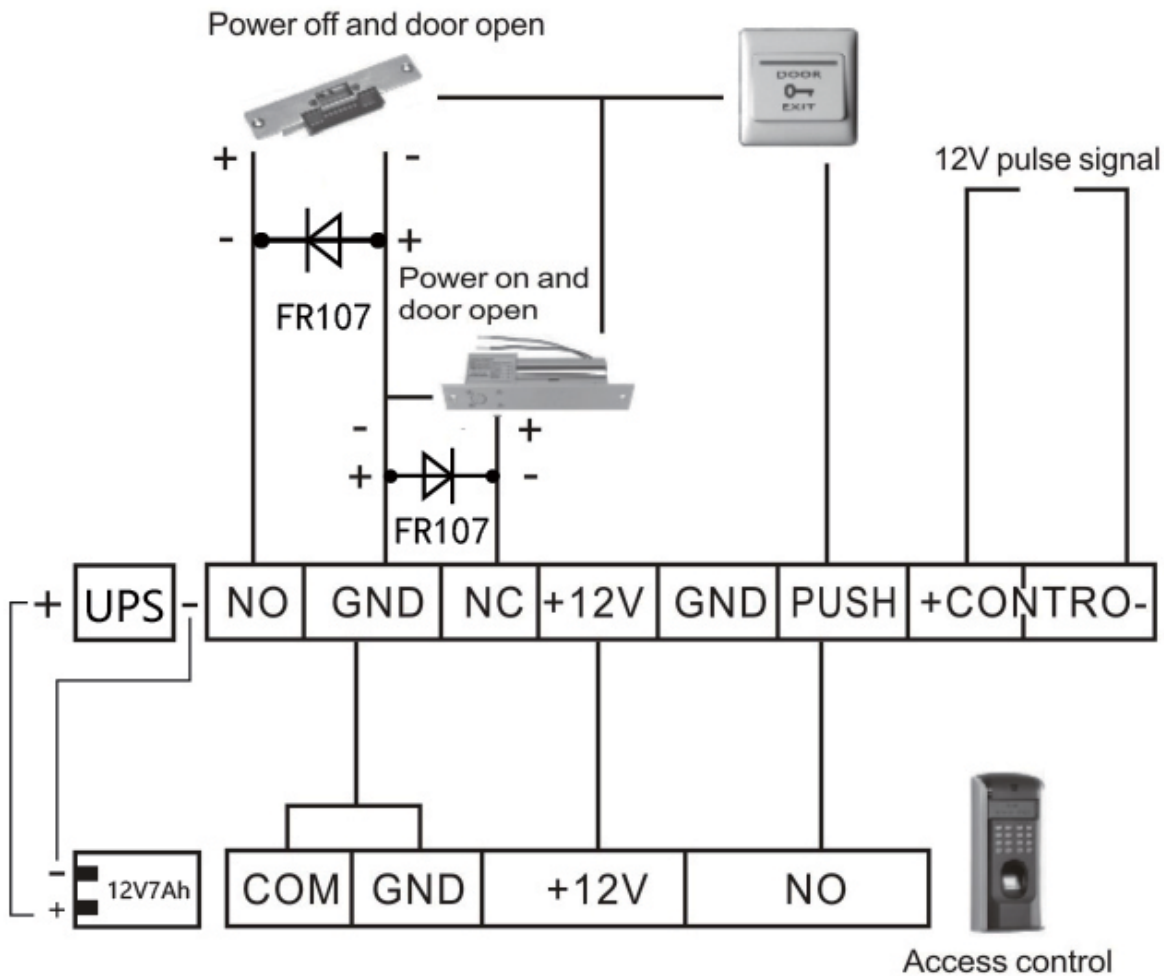 Power off and door open
DOOR
EXIT
12V pulse signal
+ -
- +
FR107
Power on and
door open
- +
+ -
FR107
+ UPS - NO GND NC +12V GND PUSH +CONTRO-
- 12V7Ah
+
COM GND +12V NO
Access control